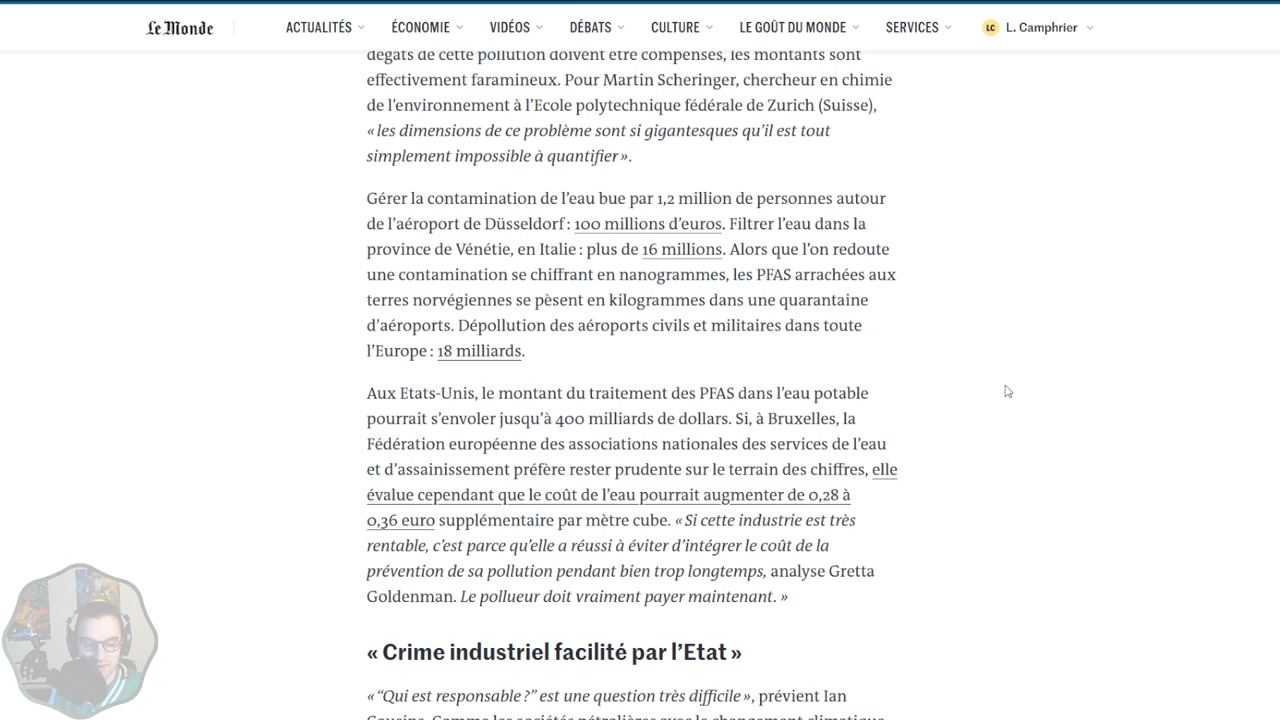 Le Monde
ACTUALITÉS
ÉCONOMIE
VIDÉOS
DÉBATS
CULTURE
LE GOÛT DU MONDE
SERVICES
LC
L. Camphrier
dégâts de cette pollution doivent être compensés, les montants sont
effectivement faramineux. Pour Martin Scheringer, chercheur en chimie
de l’environnement à l’Ecole polytechnique fédérale de Zurich (Suisse),
« les dimensions de ce problème sont si gigantesques qu’il est tout
simplement impossible à quantifier ».
Gérer la contamination de l’eau bue par 1,2 million de personnes autour
de l’aéroport de Düsseldorf : 100 millions d’euros. Filtrer l’eau dans la
province de Vénétie, en Italie : plus de 16 millions. Alors que l’on redoute
une contamination se chiffrant en nanogrammes, les PFAS arrachées aux
terres norvégiennes se pèsent en kilogrammes dans une quarantaine
d’aéroports. Dépollution des aéroports civils et militaires dans toute
l’Europe : 18 milliards.
Aux Etats-Unis, le montant du traitement des PFAS dans l’eau potable
pourrait s’envoler jusqu’à 400 milliards de dollars. Si, à Bruxelles, la
Fédération européenne des associations nationales des services de l’eau
et d’assainissement préfère rester prudente sur le terrain des chiffres, elle
évalue cependant que le coût de l’eau pourrait augmenter de 0,28 à
0,36 euro supplémentaire par mètre cube. « Si cette industrie est très
rentable, c’est parce qu’elle a réussi à éviter d’intégrer le coût de la
prévention de sa pollution pendant bien trop longtemps, analyse Gretta
Goldenman. Le pollueur doit vraiment payer maintenant. »
« Crime industriel facilité par l’Etat »
« “Qui est responsable ?” est une question très difficile », prévient Ian
Cousins. Comme les sociétés pétrolières avec le changement climatique